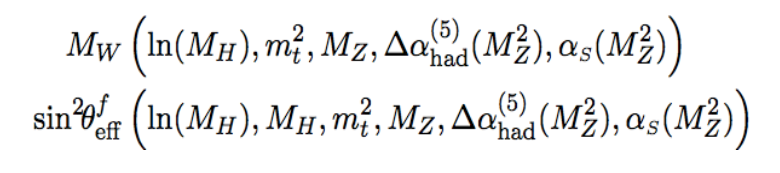 M_W (ln(M_H), m_t^2, M_Z, Δα_had^(5)(M_Z^2), α_s(M_Z^2))
sin^2θ_eff^f (ln(M_H), M_H, m_t^2, M_Z, Δα_had^(5)(M_Z^2), α_s(M_Z^2))